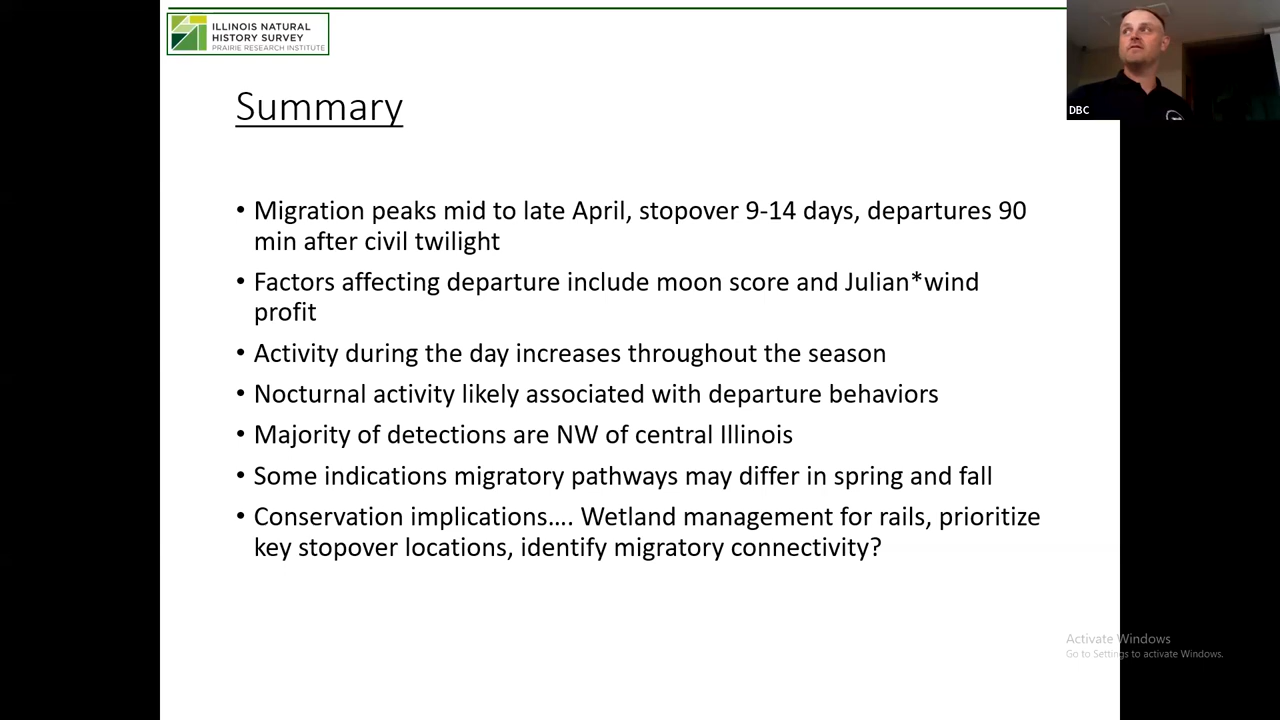 ILLINOIS NATURAL
HISTORY SURVEY
PRAIRIE RESEARCH INSTITUTE
DBC
Summary
• Migration peaks mid to late April, stopover 9-14 days, departures 90
min after civil twilight
• Factors affecting departure include moon score and Julian*wind
profit
• Activity during the day increases throughout the season
• Nocturnal activity likely associated with departure behaviors
• Majority of detections are NW of central Illinois
• Some indications migratory pathways may differ in spring and fall
• Conservation implications…. Wetland management for rails, prioritize
key stopover locations, identify migratory connectivity?
Activate Windows
Go to Settings to activate Windows.